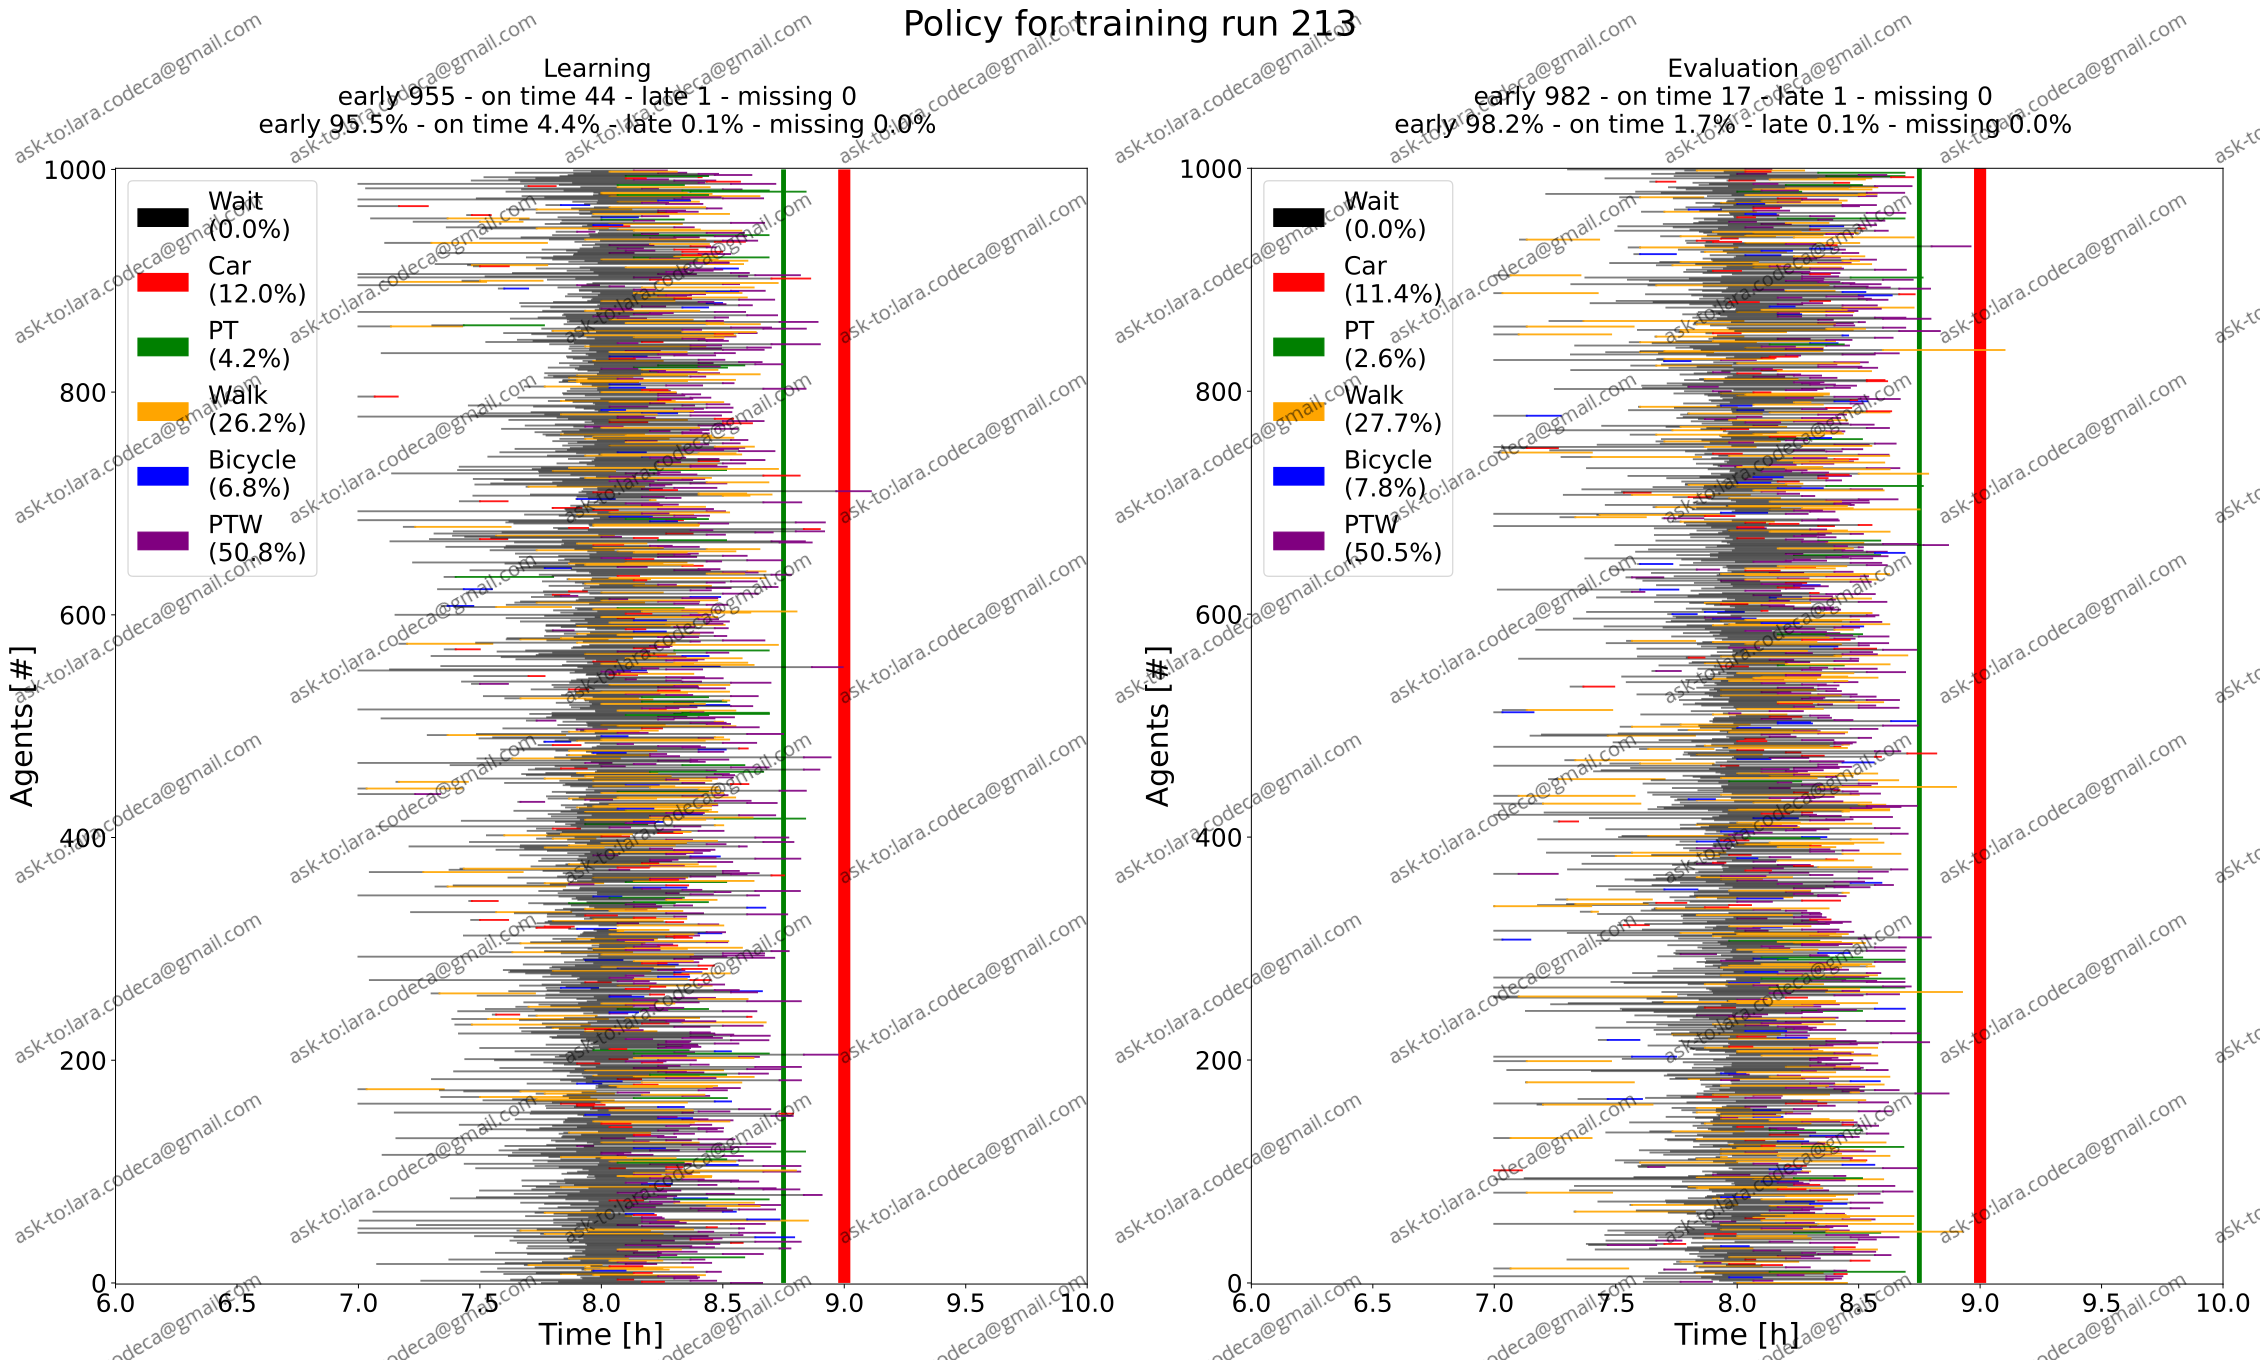 Policy for training run 213
Learning
early 955 - on time 44 - late 1 - missing 0
early 95.5% - on time 4.4% - late 0.1% - missing 0.0%
1000
800
600
400
200
0
Agents [#]
Wait
(0.0%)
Car
(12.0%)
PT
(4.2%)
Walk
(26.2%)
Bicycle
(6.8%)
PTW
(50.8%)
6.0 6.5 7.0 7.5 8.0 8.5 9.0 9.5 10.0
Time [h]
Evaluation
early 982 - on time 17 - late 1 - missing 0
early 98.2% - on time 1.7% - late 0.1% - missing 0.0%
1000
800
600
400
200
0
Agents [#]
Wait
(0.0%)
Car
(11.4%)
PT
(2.6%)
Walk
(27.7%)
Bicycle
(7.8%)
PTW
(50.5%)
6.0 6.5 7.0 7.5 8.0 8.5 9.0 9.5 10.0
Time [h]
ask-to:lara.codeca@gmail.com